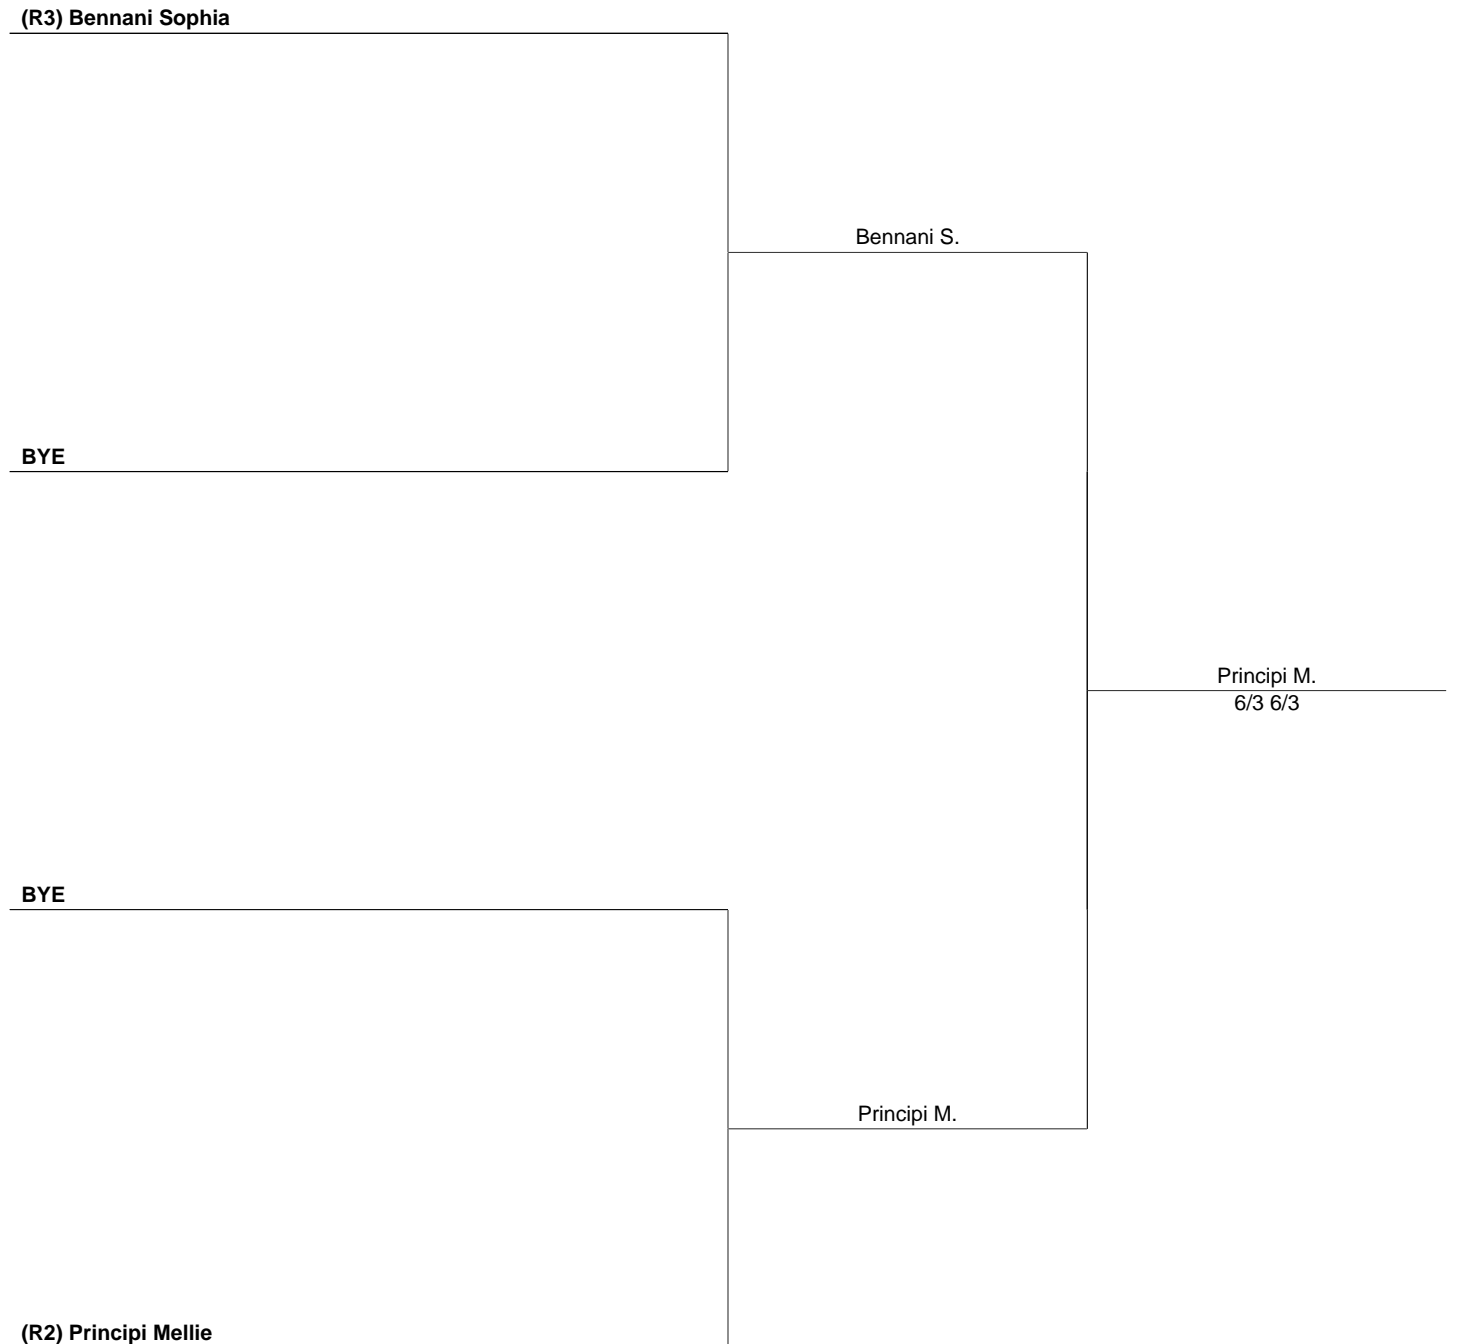 (R3) Bennani Sophia
Bennani S.
BYE
Principi M.
6/3 6/3
BYE
Principi M.
(R2) Principi Mellie